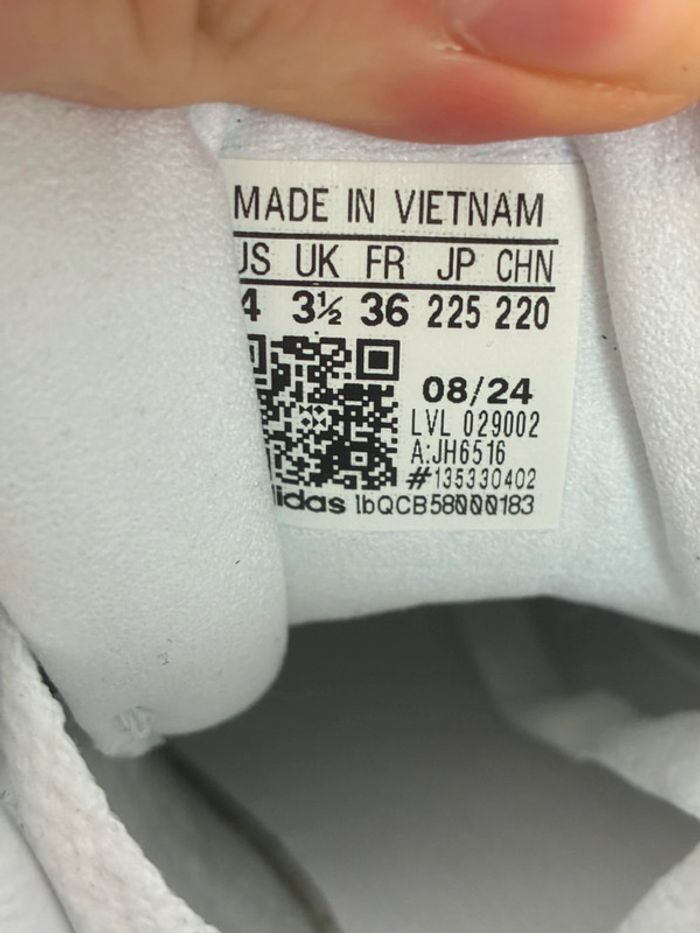 MADE IN VIETNAM
US UK FR JP CHN
4 3½ 36 225 220
08/24
LVL 029002
A:JH6516
#135330402
adidas lbQCB58000183